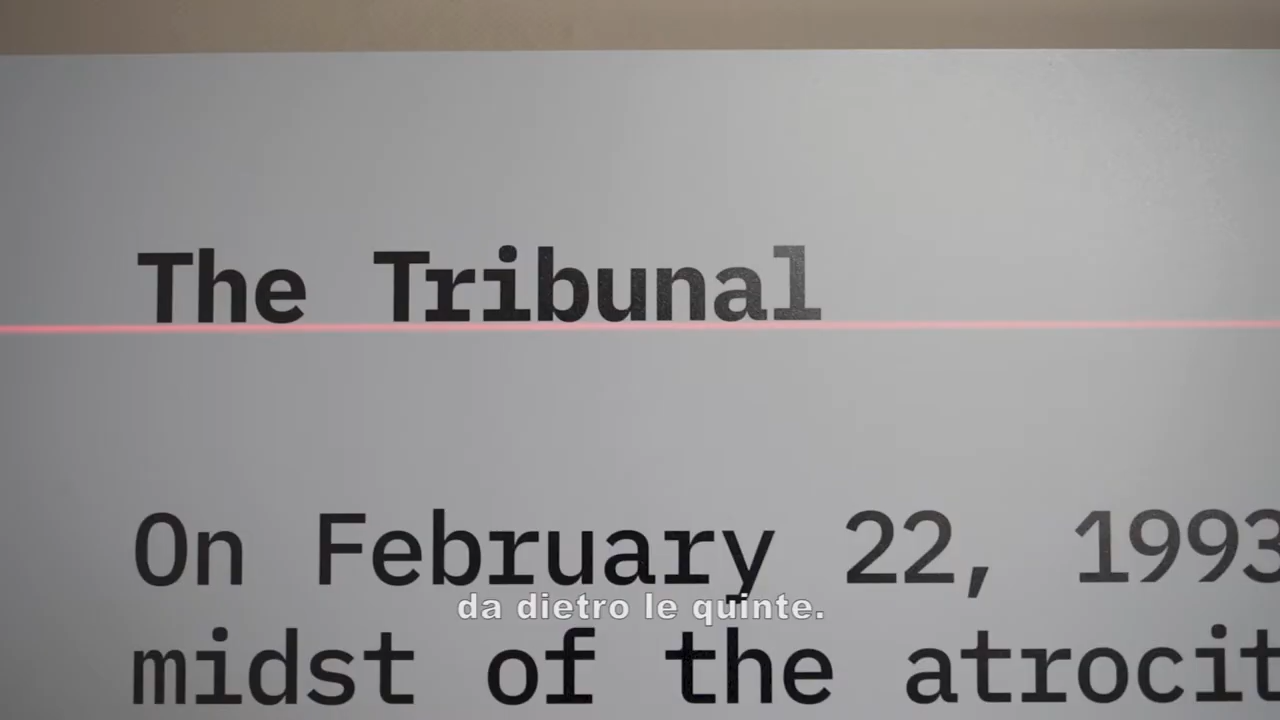 The Tribunal
On February 22, 1993
da dietro le quinte.
midst of the atrocit